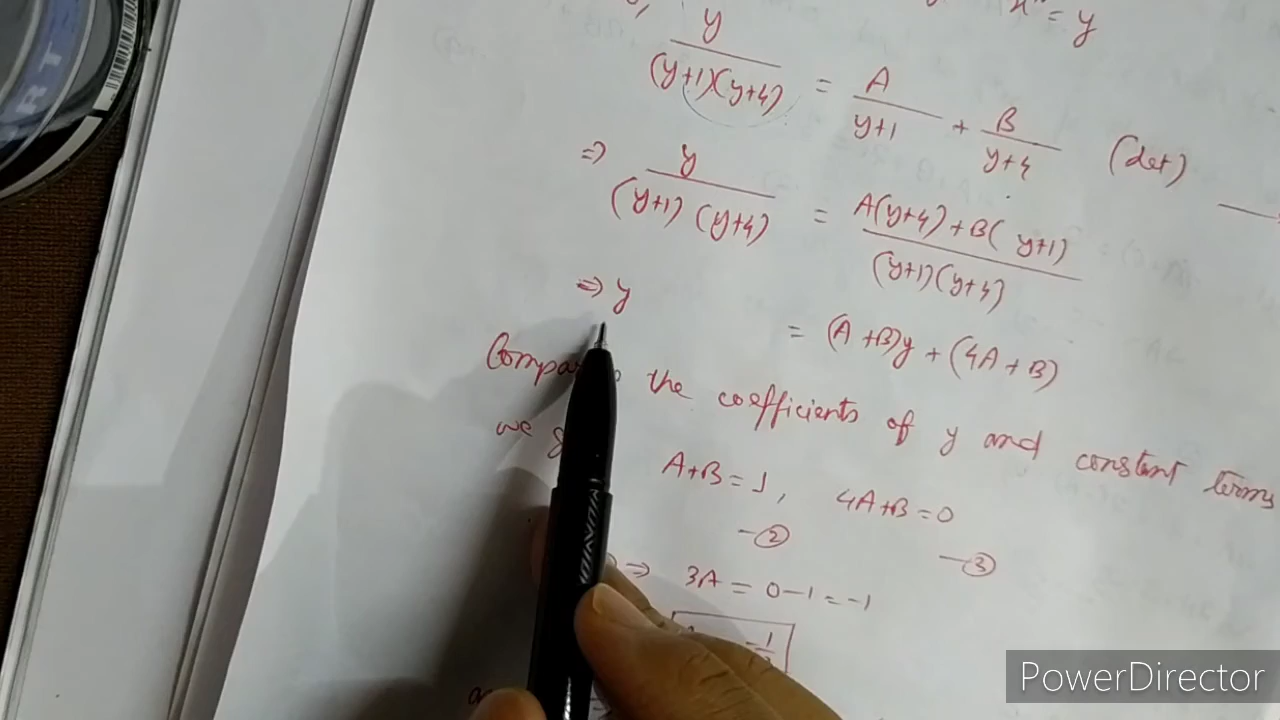 x² = y
y/(y+1)(y+4) = A/y+1 + B/y+4 (let)
⇒ y/(y+1)(y+4) = A(y+4)+B(y+1)/(y+1)(y+4)
⇒ y = (A+B)y + (4A+B)
the coefficients of y and constant terms
we
A+B=1, 4A+B=0
-② -③
⇒ 3A = 0-1 = -1
PowerDirector